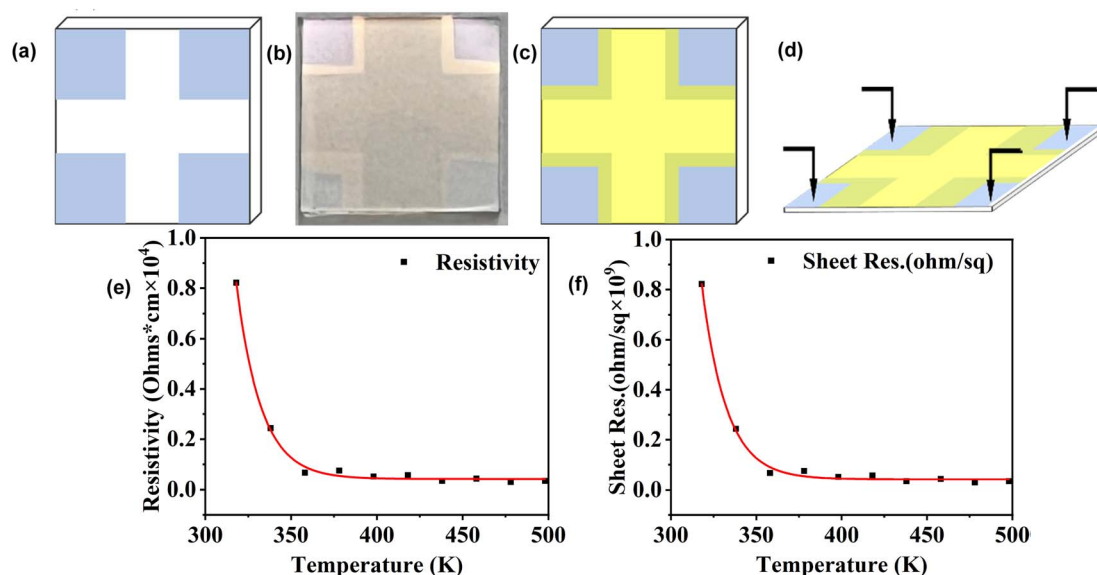 (a)
(b)
(c)
(d)
(e)
1.0
0.8
0.6
0.4
0.2
0.0
Resistivity (Ohms*cm×10⁴)
Resistivity
300 350 400 450 500
Temperature (K)
(f)
1.0
0.8
0.6
0.4
0.2
0.0
Sheet Res.(ohm/sq×10⁹)
Sheet Res.(ohm/sq)
300 350 400 450 500
Temperature (K)